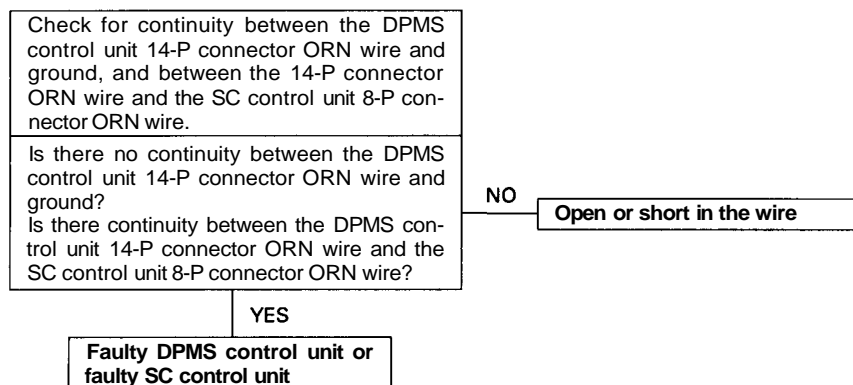 Check for continuity between the DPMS
control unit 14-P connector ORN wire and
ground, and between the 14-P connector
ORN wire and the SC control unit 8-P con-
nector ORN wire.
Is there no continuity between the DPMS
control unit 14-P connector ORN wire and
ground?
Is there continuity between the DPMS con-
trol unit 14-P connector ORN wire and the
SC control unit 8-P connector ORN wire?
NO
Open or short in the wire
YES
Faulty DPMS control unit or
faulty SC control unit